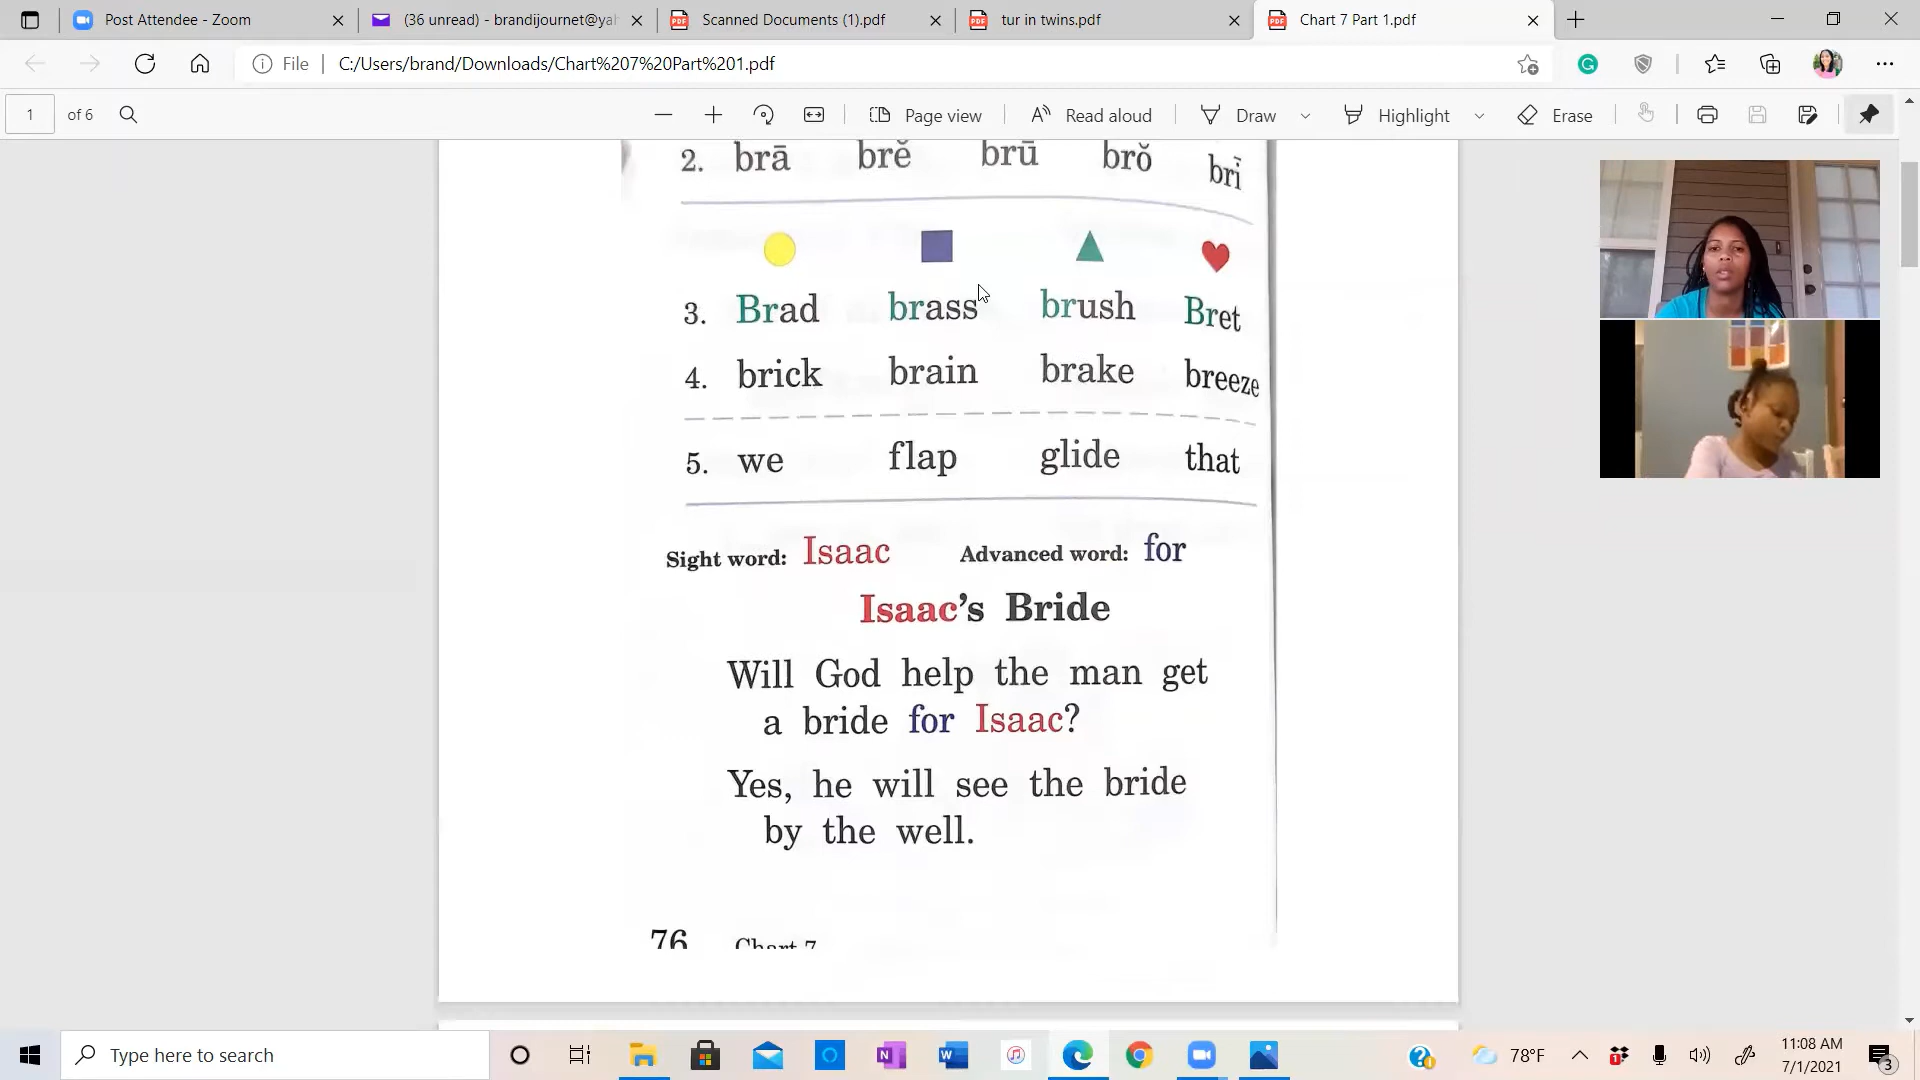 Post Attendee - Zoom
(36 unread) - brandijournet@yah
Scanned Documents (1).pdf
tur in twins.pdf
Chart 7 Part 1.pdf
File
C:/Users/brand/Downloads/Chart%207%20Part%201.pdf
1 of 6
Page view
Read aloud
Draw
Highlight
Erase
2. brā brĕ brū brŏ brī
3. Brad brass brush Bret
4. brick brain brake breeze
5. we flap glide that
Sight word: Isaac Advanced word: for
Isaac's Bride
Will God help the man get
a bride for Isaac?
Yes, he will see the bride
by the well.
76 Chart 7
Type here to search
78°F
11:08 AM
7/1/2021
3